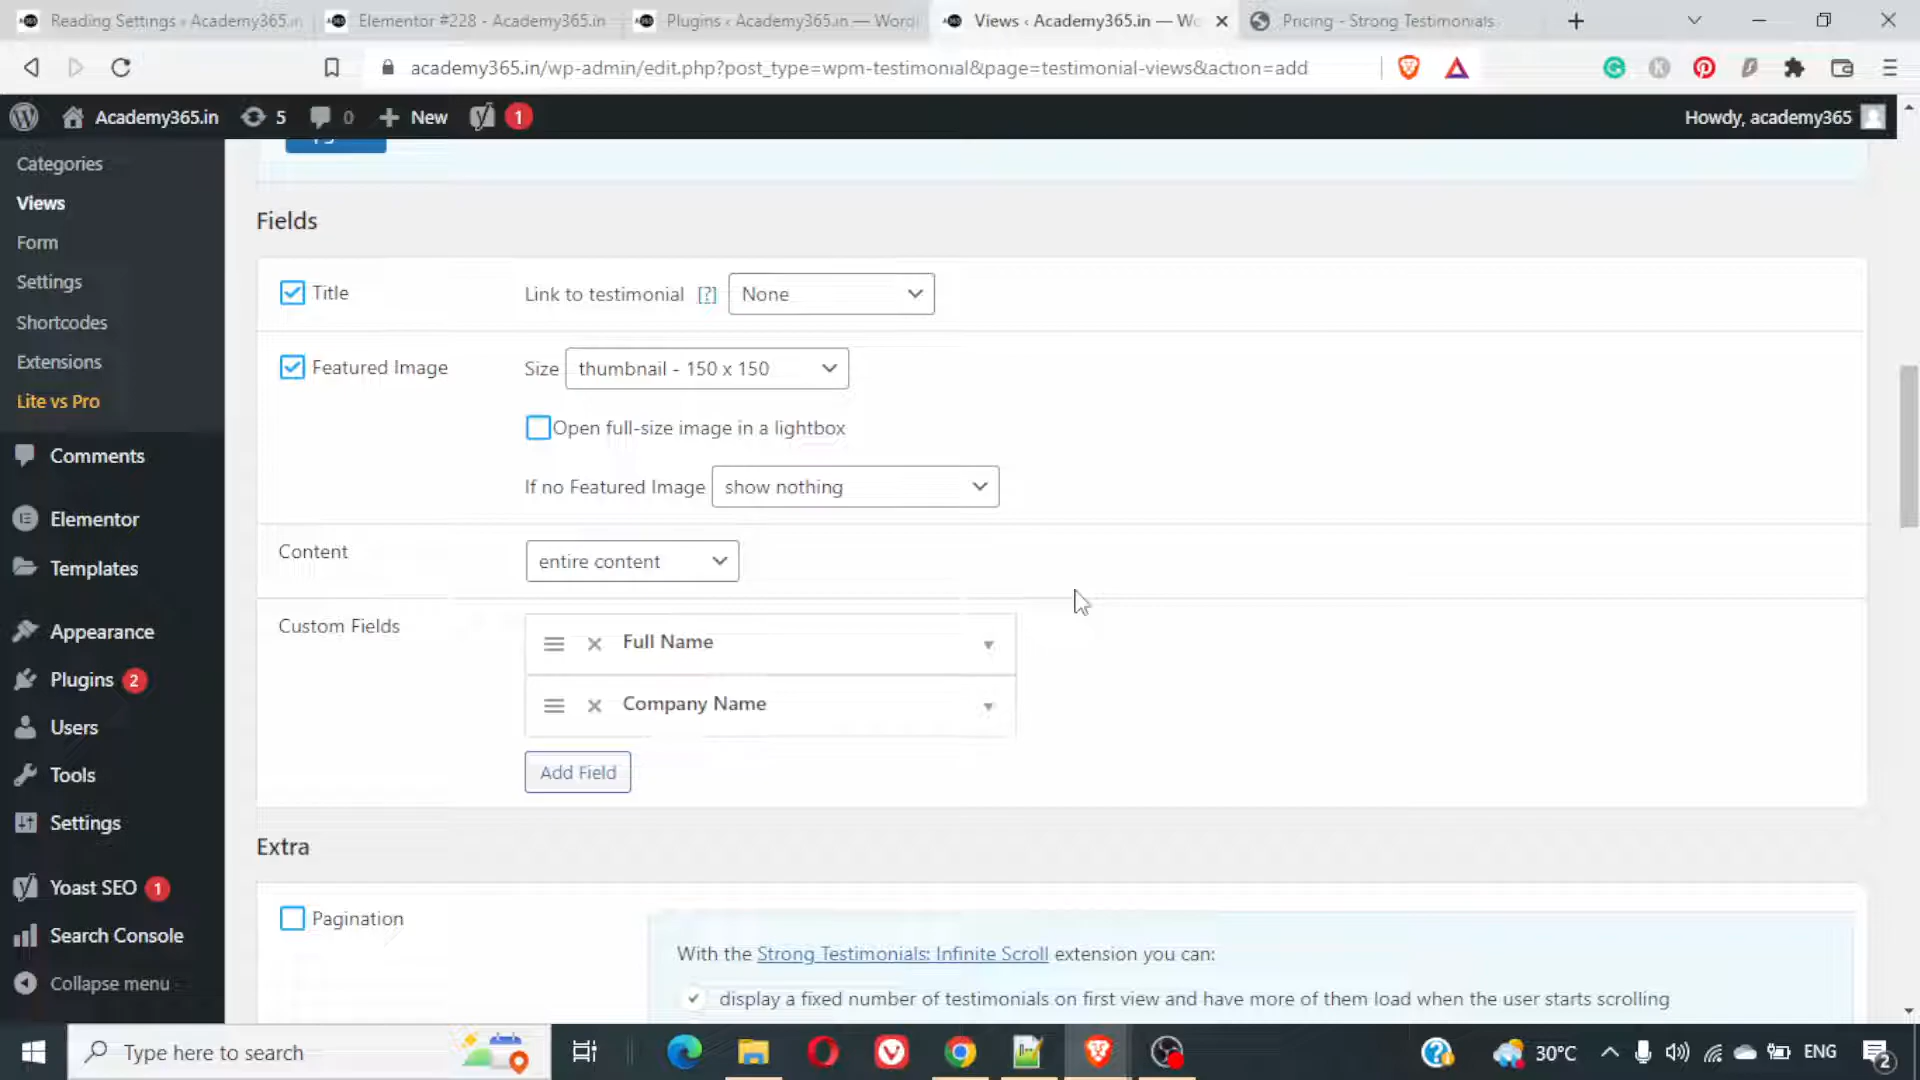 Reading Settings ‹ Academy365.in
Elementor #228 - Academy365.in
Plugins ‹ Academy365.in — Word
Views ‹ Academy365.in — Wo
Pricing - Strong Testimonials
academy365.in/wp-admin/edit.php?post_type=wpm-testimonial&page=testimonial-views&action=add
Academy365.in
5
0
New
1
Howdy, academy365
Categories
Views
Form
Settings
Shortcodes
Extensions
Lite vs Pro
Comments
Elementor
Templates
Appearance
Plugins 2
Users
Tools
Settings
Yoast SEO 1
Search Console
Collapse menu
Fields
Title
Link to testimonial [?] None
Featured Image
Size thumbnail - 150 x 150
Open full-size image in a lightbox
If no Featured Image show nothing
Content
entire content
Custom Fields
Full Name
Company Name
Add Field
Extra
Pagination
With the Strong Testimonials: Infinite Scroll extension you can:
display a fixed number of testimonials on first view and have more of them load when the user starts scrolling
Type here to search
30°C
ENG
2